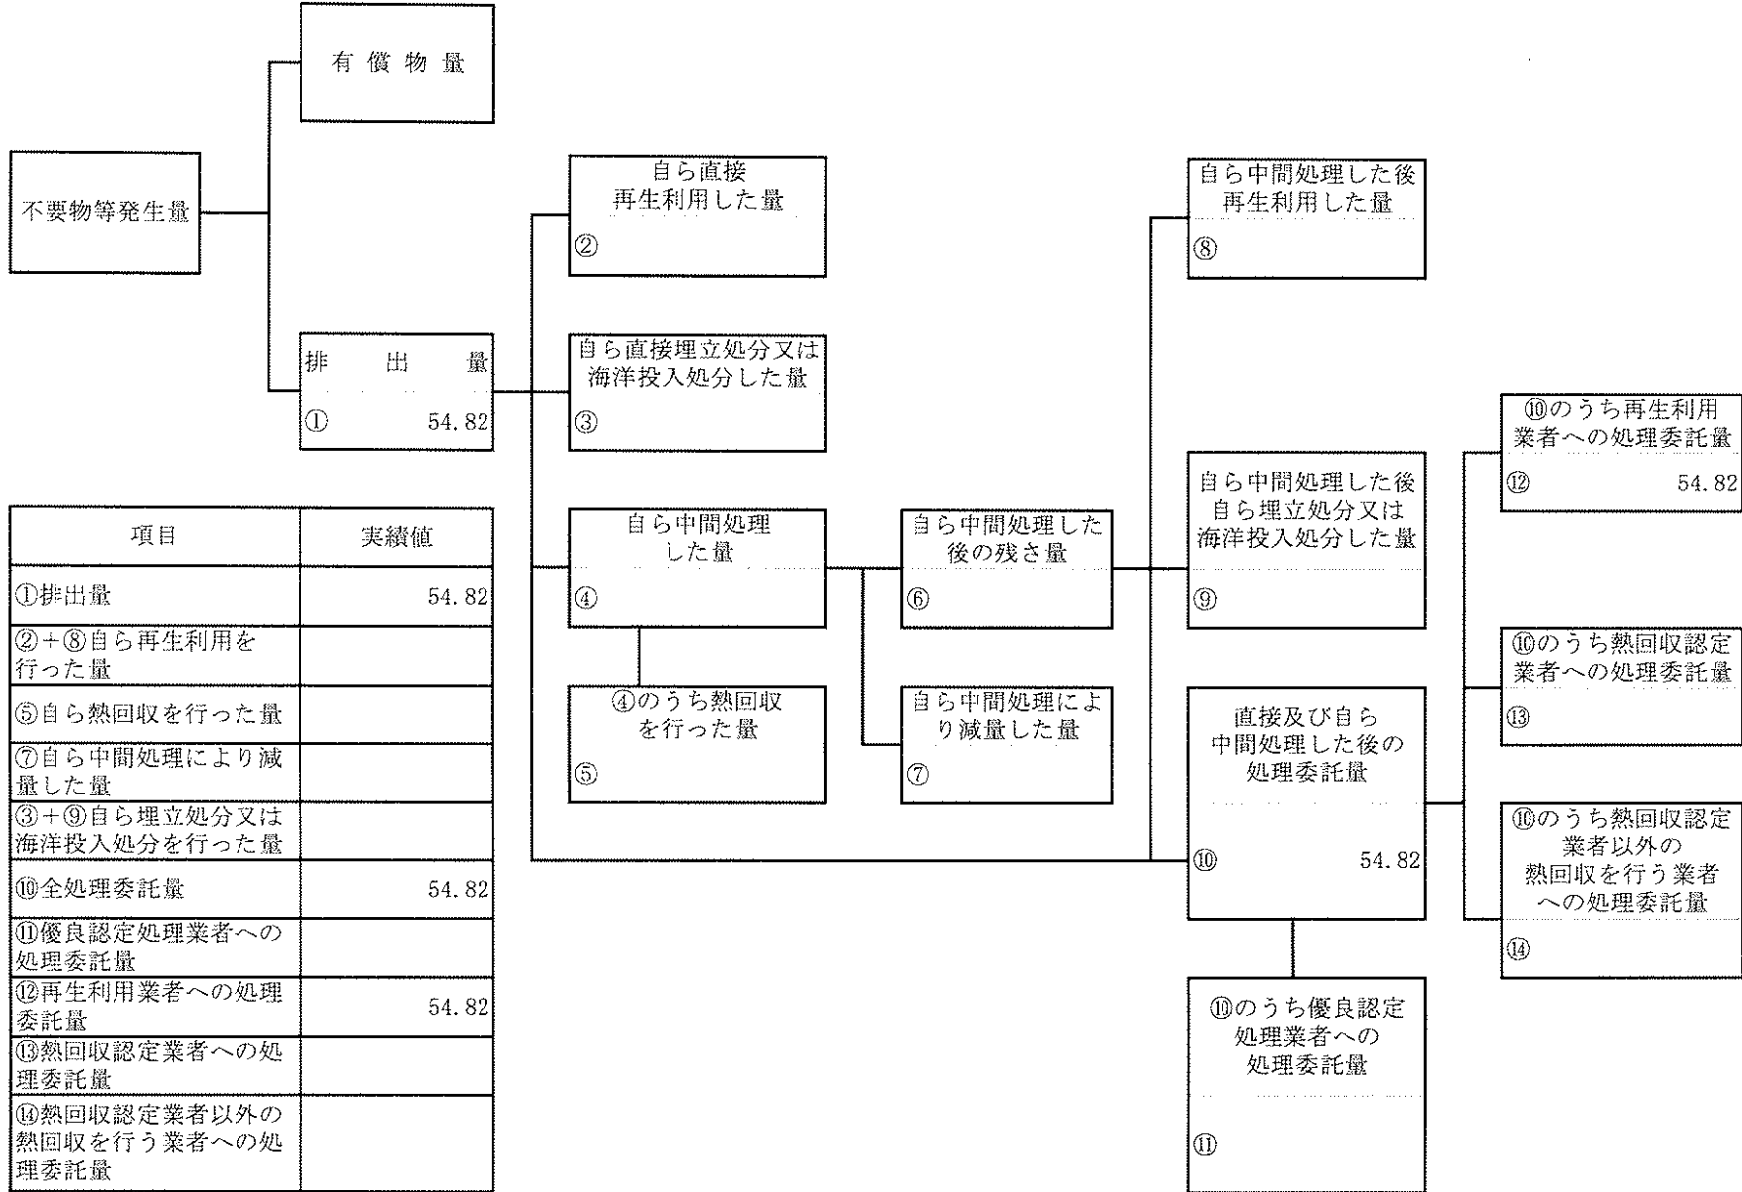 有償物量
不要物等発生量
自ら直接
再生利用した量
②
自ら中間処理した後
再生利用した量
⑧
排出量
① 54.82
自ら直接埋立処分又は
海洋投入処分した量
③
⑩のうち再生利用
業者への処理委託量
⑫ 54.82
自ら中間処理した後
自ら埋立処分又は
海洋投入処分した量
⑨
自ら中間処理
した量
④
自ら中間処理した
後の残さ量
⑥
⑩のうち熱回収認定
業者への処理委託量
⑬
④のうち熱回収
を行った量
⑤
自ら中間処理によ
り減量した量
⑦
直接及び自ら
中間処理した後の
処理委託量
⑩ 54.82
⑩のうち熱回収認定
業者以外の
熱回収を行う業者
への処理委託量
⑭
⑩のうち優良認定
処理業者への
処理委託量
⑪
項目 実績値
①排出量 54.82
②+⑧自ら再生利用を
行った量
⑤自ら熱回収を行った量
⑦自ら中間処理により減
量した量
③+⑨自ら埋立処分又は
海洋投入処分を行った量
⑩全処理委託量 54.82
⑪優良認定処理業者への
処理委託量
⑫再生利用業者への処理
委託量 54.82
⑬熱回収認定業者への処
理委託量
⑭熱回収認定業者以外の
熱回収を行う業者への処
理委託量